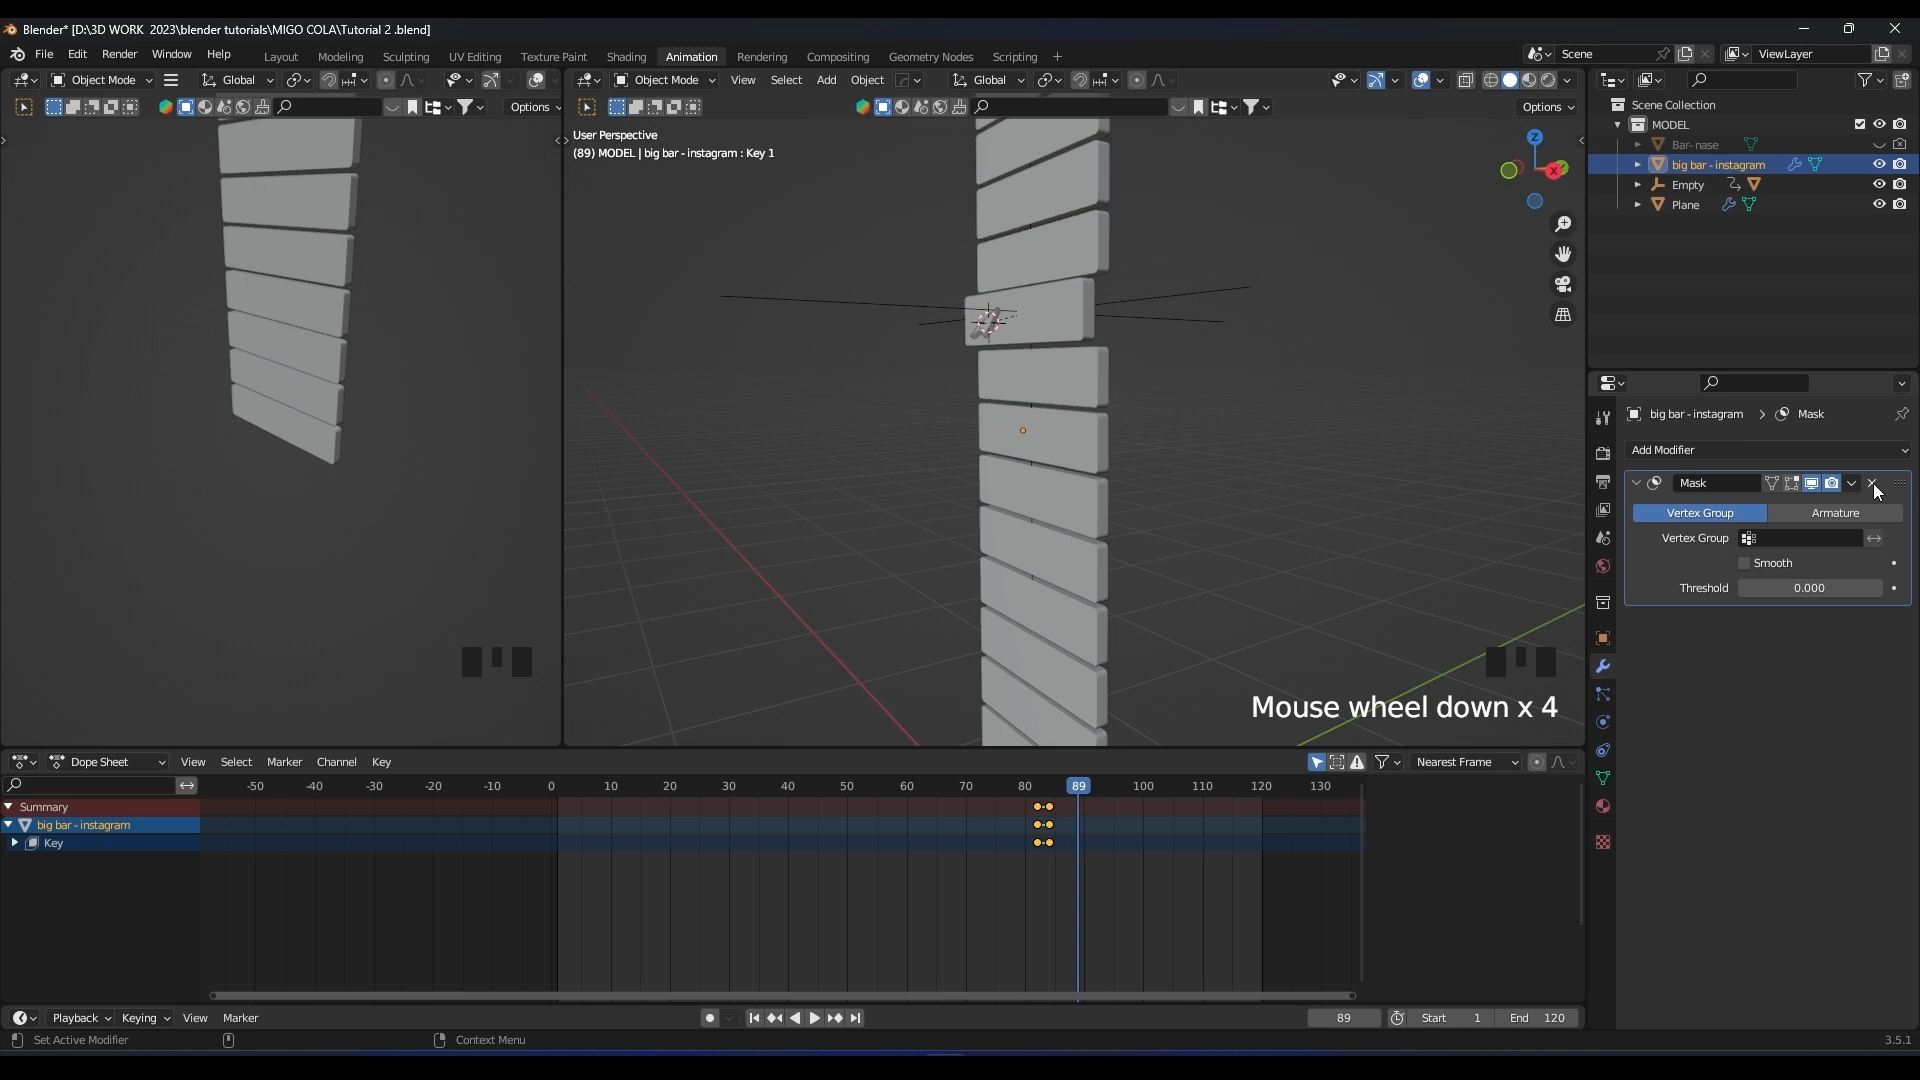 Blender* [D:\3D WORK 2023\blender tutorials\MIGO COLA\Tutorial 2 .blend]
File Edit Render Window Help Layout Modeling Sculpting UV Editing Texture Paint Shading Animation Rendering Compositing Geometry Nodes Scripting + Scene ViewLayer
Object Mode Global Object Mode View Select Add Object Global
Options Options
Scene Collection
MODEL
Bar- nase
big bar - instagram
Empty
Plane
User Perspective
(89) MODEL | big bar - instagram : Key 1
Z
X
big bar - instagram > Mask
Add Modifier
Mask
Vertex Group Armature
Vertex Group
Smooth
Threshold 0.000
Mouse wheel down x 4
Dope Sheet View Select Marker Channel Key Nearest Frame
-50 -40 -30 -20 -10 0 10 20 30 40 50 60 70 80 89 100 110 120 130
Summary
big bar - instagram
Key
Playback Keying View Marker 89 Start 1 End 120
Set Active Modifier Context Menu 3.5.1